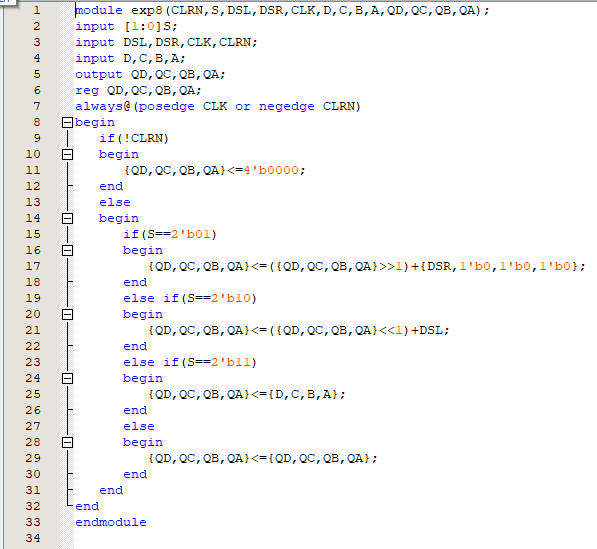 1 module exp8(CLRN,S,DSL,DSR,CLK,D,C,B,A,QD,QC,QB,QA);
2 input [1:0]S;
3 input DSL,DSR,CLK,CLRN;
4 input D,C,B,A;
5 output QD,QC,QB,QA;
6 reg QD,QC,QB,QA;
7 always@(posedge CLK or negedge CLRN)
8 begin
9 if(!CLRN)
10 begin
11 {QD,QC,QB,QA}<=4'b0000;
12 end
13 else
14 begin
15 if(S==2'b01)
16 begin
17 {QD,QC,QB,QA}<=({QD,QC,QB,QA}>>1)+{DSR,1'b0,1'b0,1'b0};
18 end
19 else if(S==2'b10)
20 begin
21 {QD,QC,QB,QA}<=({QD,QC,QB,QA}<<1)+DSL;
22 end
23 else if(S==2'b11)
24 begin
25 {QD,QC,QB,QA}<={D,C,B,A};
26 end
27 else
28 begin
29 {QD,QC,QB,QA}<={QD,QC,QB,QA};
30 end
31 end
32 end
33 endmodule
34